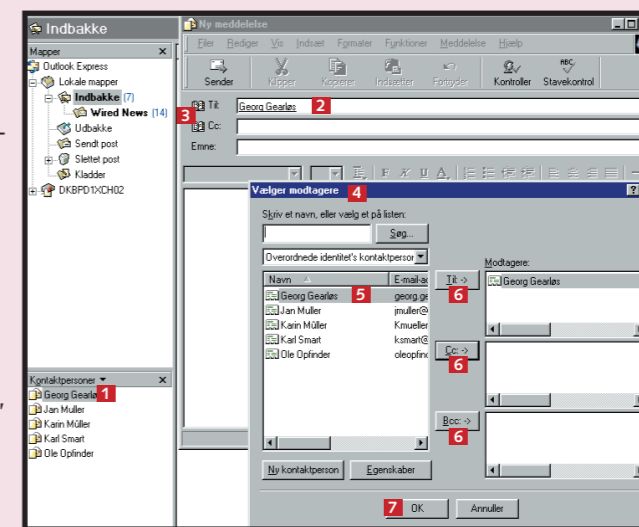 Indbakke
Mapper
Outlook Express
Lokale mapper
Indbakke (7)
Wired News (14)
Udbakke
Sendt post
Slettet post
Kladder
DKBPD1XCH02
Kontaktpersoner
Georg Gearløs 1
Jan Muller
Karin Müller
Karl Smart
Ole Opfinder
Ny meddelelse
Filer Rediger Vis Indsæt Formater Funktioner Meddelelse Hjælp
Sender Klipper Kopierer Indsætter Fortryder Kontroller Stavekontrol
3 Til: Georg Gearløs 2
Cc:
Emne:
F K U A
Vælger modtagere 4
Skriv et navn, eller vælg et på listen:
Søg...
Overordnede identitet's kontaktperson
Navn E-mail-ad
Georg Gearløs 5 georg.ge
Jan Muller jmuller@
Karin Müller Kmueller
Karl Smart ksmart@
Ole Opfinder oleopfind
Modtagere:
Til: ->
6
Georg Gearløs
Cc: ->
6
Bcc: ->
6
Ny kontaktperson Egenskaber
7 OK Annuller